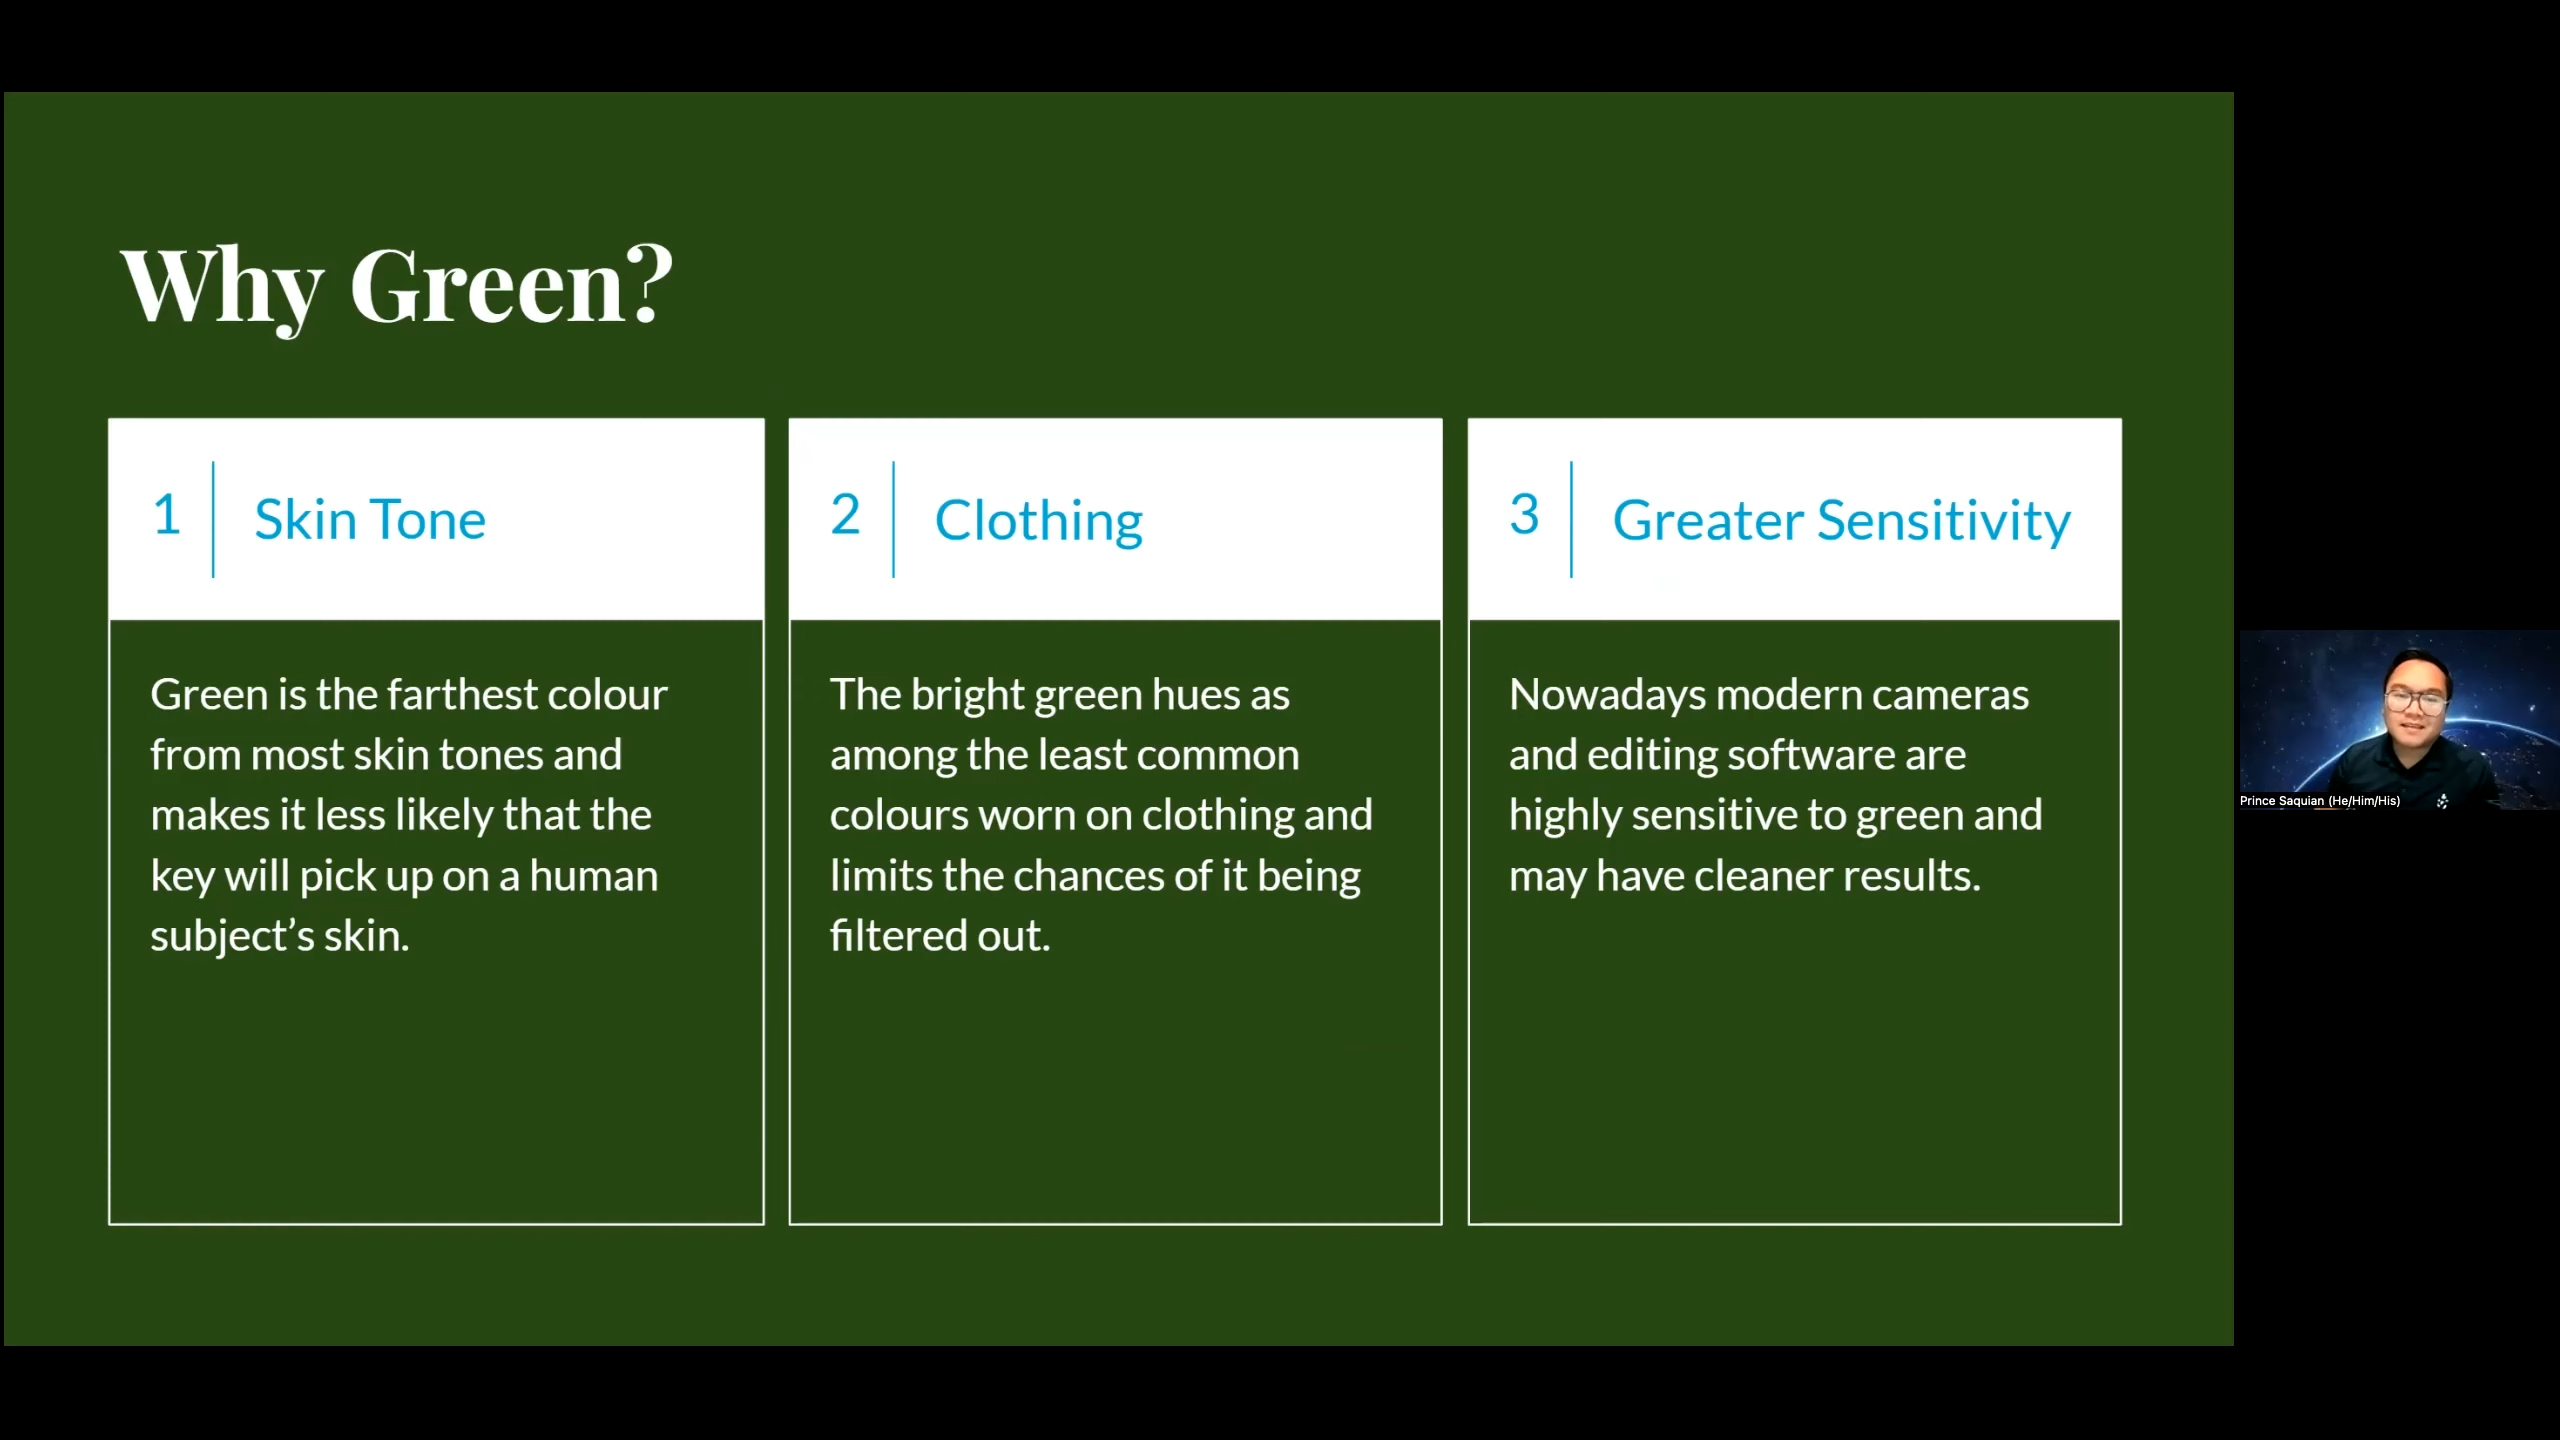 Why Green?
1
Skin Tone
Green is the farthest colour
from most skin tones and
makes it less likely that the
key will pick up on a human
subject’s skin.
2
Clothing
The bright green hues as
among the least common
colours worn on clothing and
limits the chances of it being
filtered out.
3
Greater Sensitivity
Nowadays modern cameras
and editing software are
highly sensitive to green and
may have cleaner results.
Prince Saquian (He/Him/His)